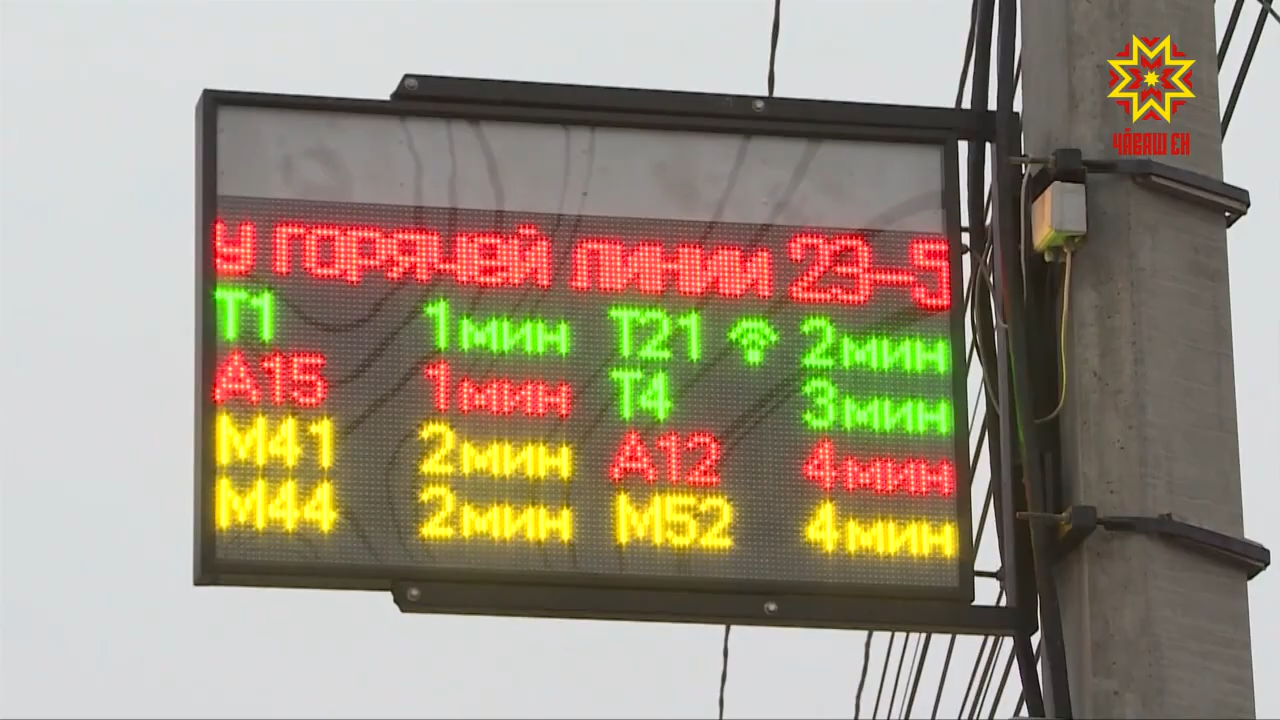 ЧӐВАШ ЕН
у горячей линии 23-5
Т1 1мин Т21 2мин
А15 1мин Т4 3мин
М41 2мин А12 4мин
М44 2мин М52 4мин